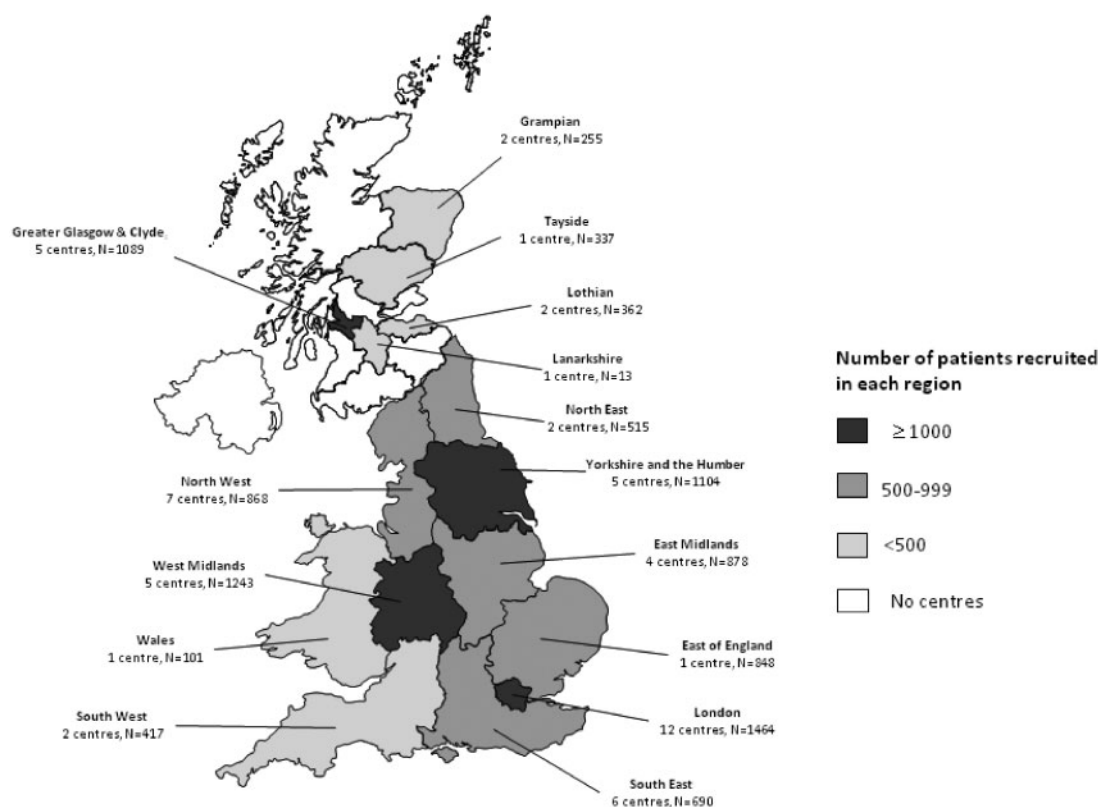 Grampian
2 centres, N=255
Tayside
1 centre, N=337
Greater Glasgow & Clyde,
5 centres, N=1089
Lothian
2 centres, N=362
Lanarkshire
1 centre, N=13
North East
2 centres, N=515
Yorkshire and the Humber
5 centres, N=1104
North West
7 centres, N=868
East Midlands
4 centres, N=878
West Midlands
5 centres, N=1243
Wales
1 centre, N=101
East of England
1 centre, N=848
South West
2 centres, N=417
London
12 centres, N=1464
South East
6 centres, N=690
Number of patients recruited
in each region
≥1000
500-999
<500
No centres